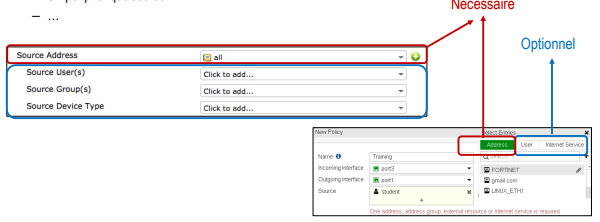 Nécessaire
– ...
Optionnel
Source Address
all
Source User(s)
Click to add...
Source Group(s)
Click to add...
Source Device Type
Click to add...
New Policy
Select Entries
Address
User
Internet Service
Name
Training
Search
Incoming Interface
port3
FORTINET
Outgoing Interface
port1
gmail.com
Source
student
LINUX_ETH1
+
One address, address group, external resource or Internet service is required